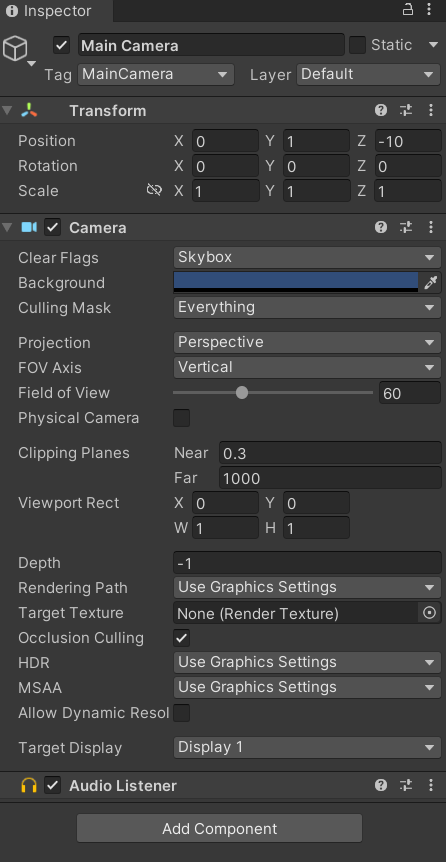 Inspector
Main Camera Static
Tag MainCamera Layer Default
Transform
Position X 0 Y 1 Z -10
Rotation X 0 Y 0 Z 0
Scale X 1 Y 1 Z 1
Camera
Clear Flags Skybox
Background
Culling Mask Everything
Projection Perspective
FOV Axis Vertical
Field of View 60
Physical Camera
Clipping Planes Near 0.3
Far 1000
Viewport Rect X 0 Y 0
W 1 H 1
Depth -1
Rendering Path Use Graphics Settings
Target Texture None (Render Texture)
Occlusion Culling
HDR Use Graphics Settings
MSAA Use Graphics Settings
Allow Dynamic Resol
Target Display Display 1
Audio Listener
Add Component